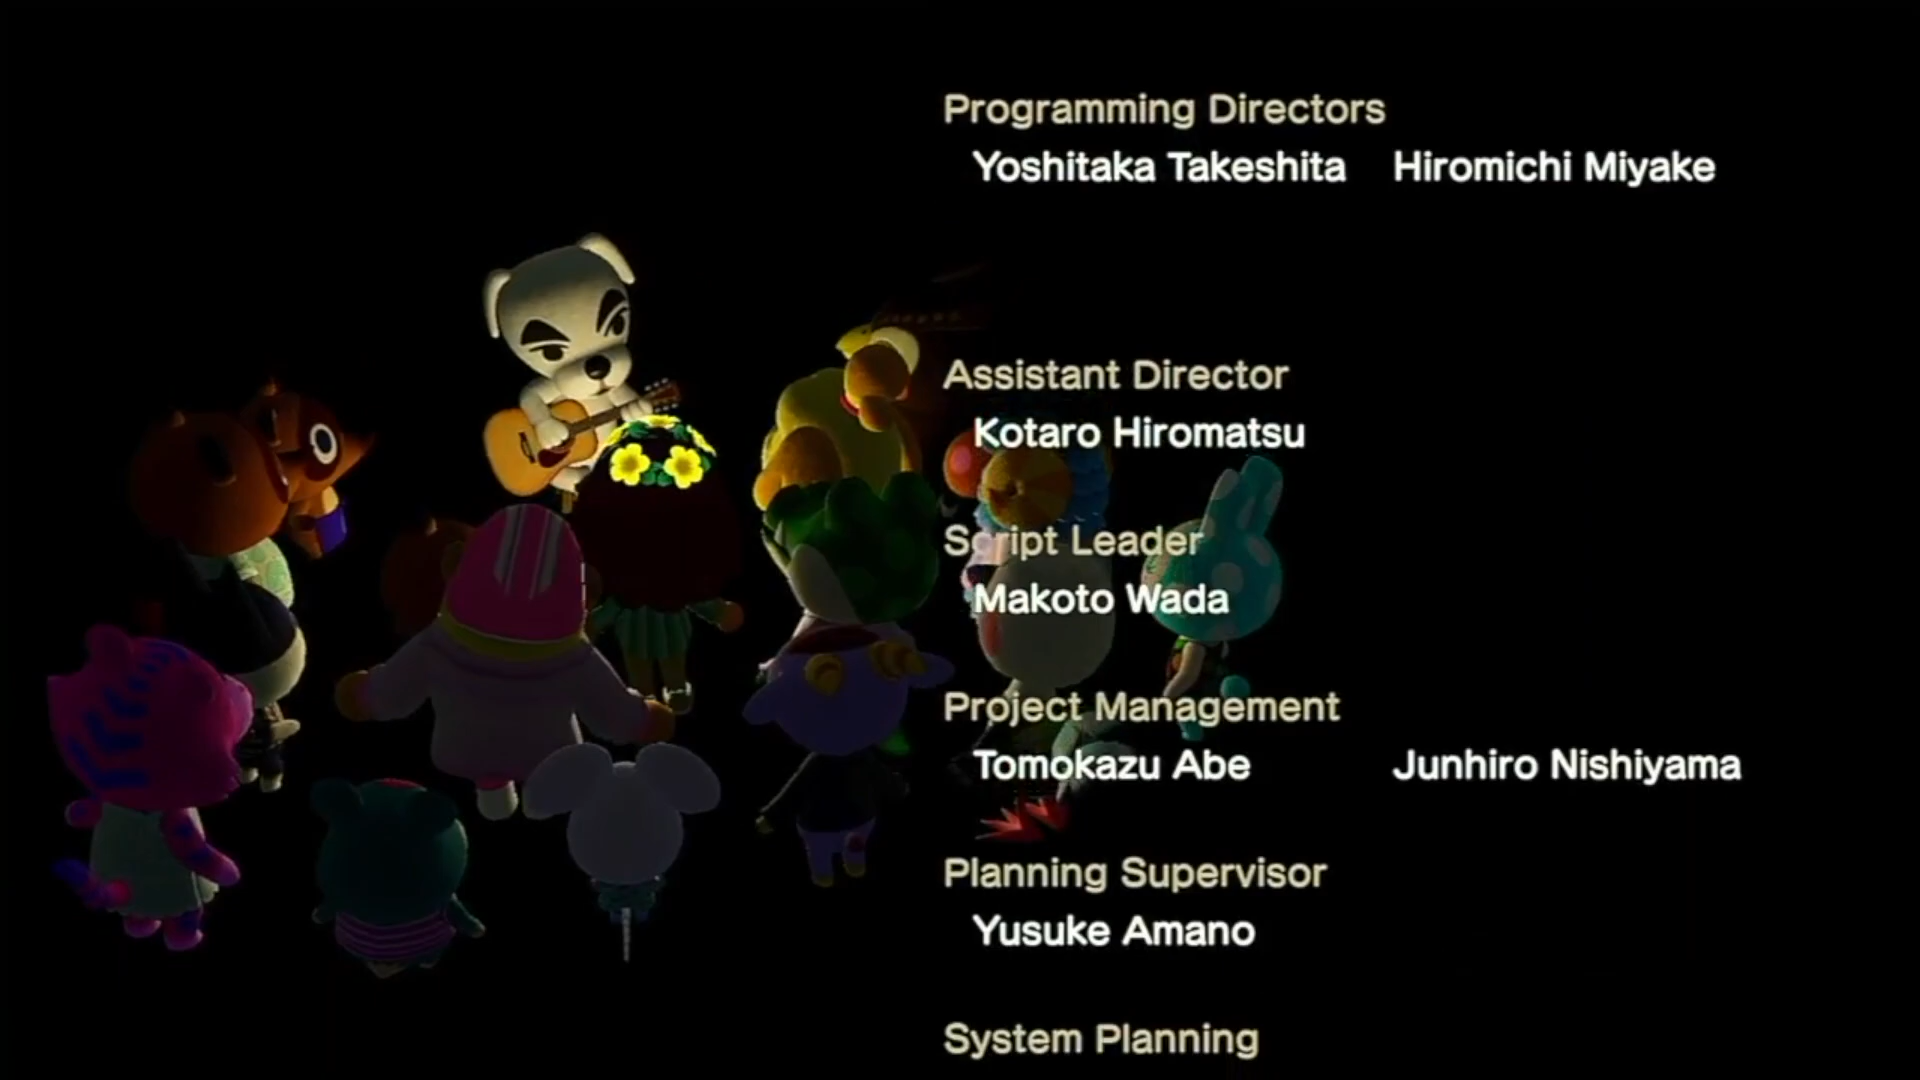 Programming Directors
Yoshitaka Takeshita Hiromichi Miyake
Assistant Director
Kotaro Hiromatsu
Script Leader
Makoto Wada
Project Management
Tomokazu Abe Junhiro Nishiyama
Planning Supervisor
Yusuke Amano
System Planning